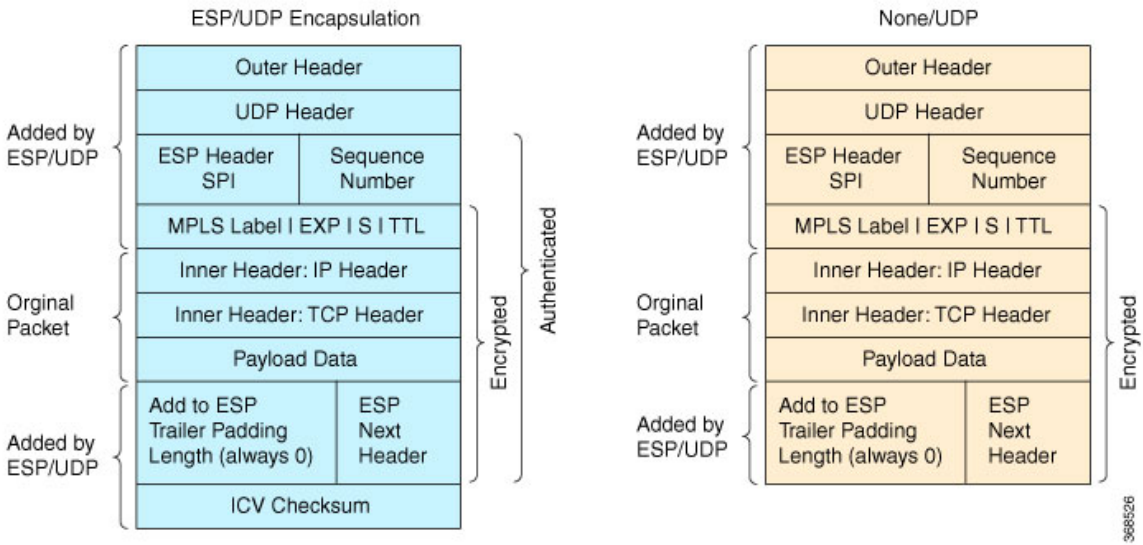 ESP/UDP Encapsulation
Outer Header
UDP Header
Added by
ESP/UDP
ESP Header
SPI
Sequence
Number
MPLS Label I EXP I S I TTL
Inner Header: IP Header
Orginal
Packet
Inner Header: TCP Header
Payload Data
Added by
ESP/UDP
Add to ESP
Trailer Padding
Length (always 0)
ESP
Next
Header
ICV Checksum
Encrypted
Authenticated
None/UDP
Outer Header
UDP Header
Added by
ESP/UDP
ESP Header
SPI
Sequence
Number
MPLS Label I EXP I S I TTL
Inner Header: IP Header
Orginal
Packet
Inner Header: TCP Header
Payload Data
Added by
ESP/UDP
Add to ESP
Trailer Padding
Length (always 0)
ESP
Next
Header
Encrypted
368526